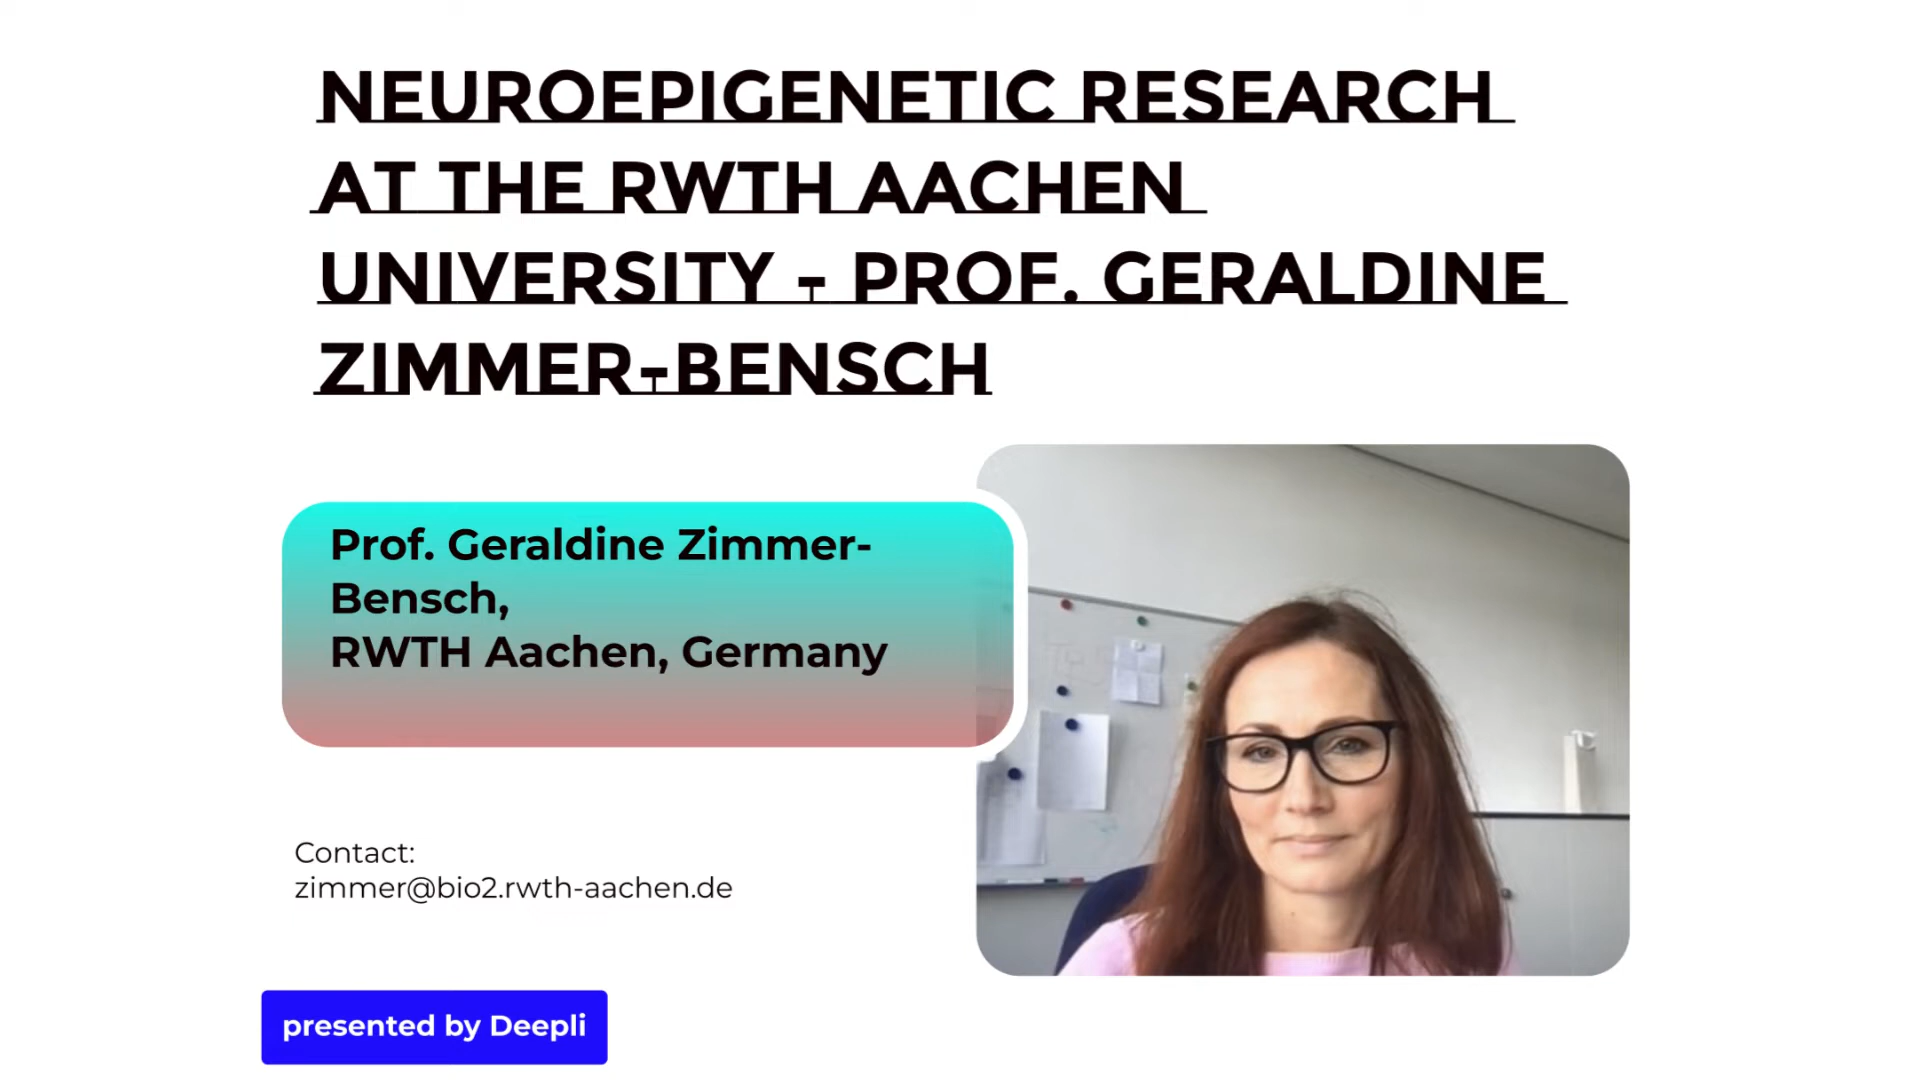 NEUROEPIGENETIC RESEARCH
AT THE RWTH AACHEN
UNIVERSITY - PROF. GERALDINE
ZIMMER-BENSCH
Prof. Geraldine Zimmer-
Bensch,
RWTH Aachen, Germany
Contact:
zimmer@bio2.rwth-aachen.de
presented by Deepli